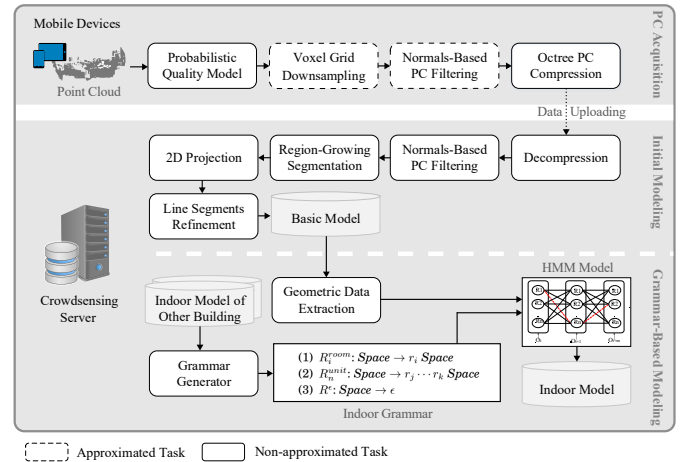 Mobile Devices
Point Cloud
Probabilistic
Quality Model
Voxel Grid
Downsampling
Normals-Based
PC Filtering
Octree PC
Compression
PC Acquisition
Data Uploading
2D Projection
Region-Growing
Segmentation
Normals-Based
PC Filtering
Decompression
Initial Modeling
Line Segments
Refinement
Basic Model
Crowdsensing
Server
Indoor Model of
Other Building
Geometric Data
Extraction
HMM Model
Grammar
Generator
(1) R_i^{room}: Space → r_i Space
(2) R_n^{unit}: Space → r_j ⋯ r_k Space
(3) R^ϵ: Space → ϵ
Indoor Grammar
Indoor Model
Grammar-Based Modeling
Approximated Task
Non-approximated Task